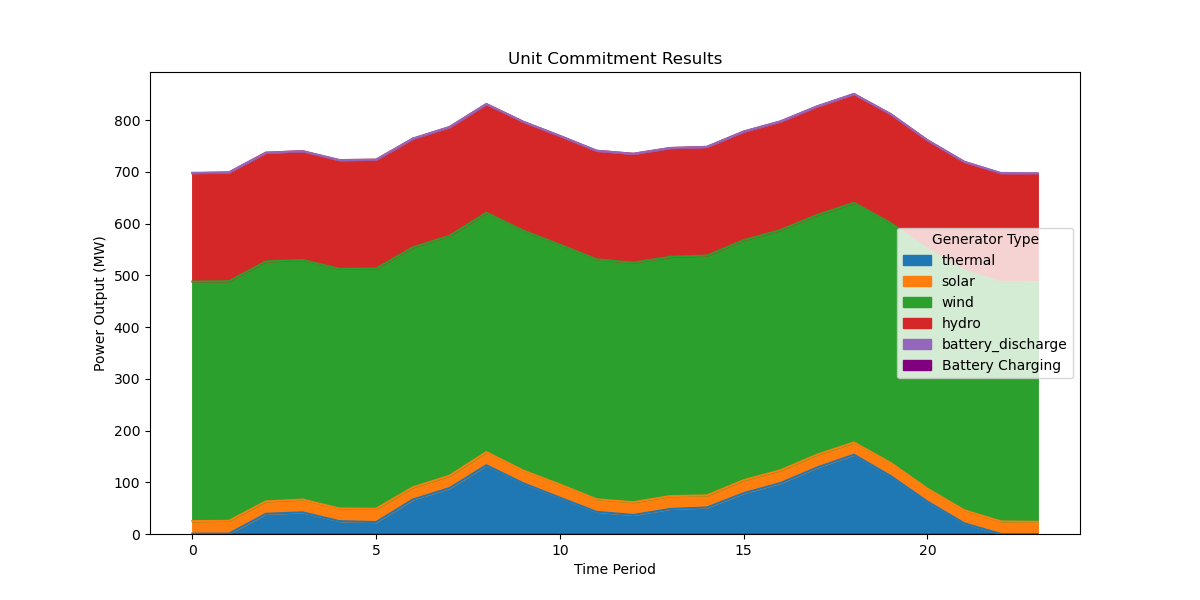 Unit Commitment Results
Power Output (MW)
800
700
600
500
400
300
200
100
0
Generator Type
thermal
solar
wind
hydro
battery_discharge
Battery Charging
0 5 10 15 20
Time Period